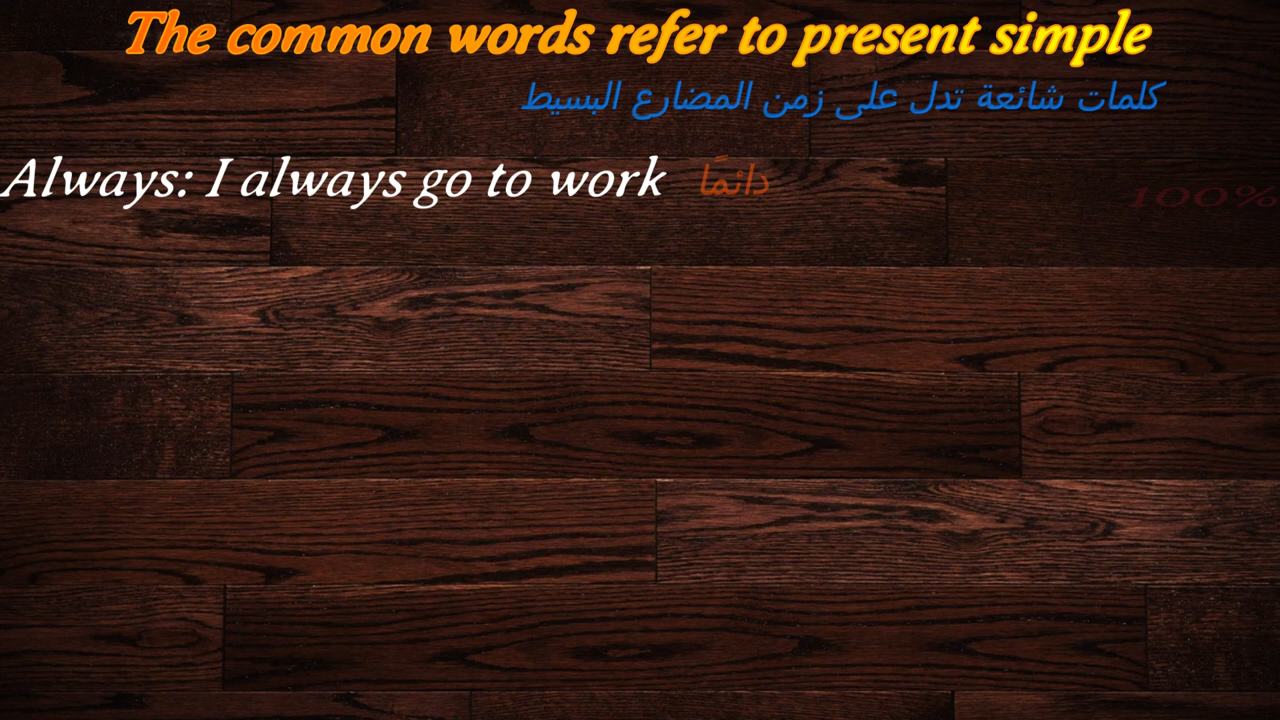 The common words refer to present simple
كلمات شائعة تدل على زمن المضارع البسيط
Always: I always go to work دائمًا 100%